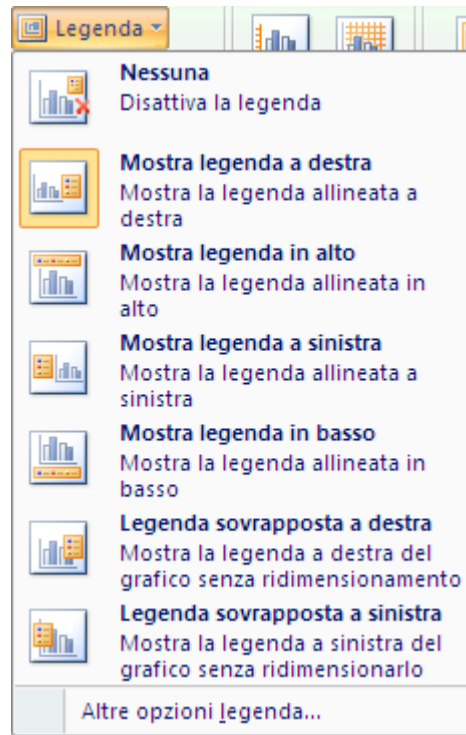 Legenda
Nessuna
Disattiva la legenda
Mostra legenda a destra
Mostra la legenda allineata a
destra
Mostra legenda in alto
Mostra la legenda allineata in
alto
Mostra legenda a sinistra
Mostra la legenda allineata a
sinistra
Mostra legenda in basso
Mostra la legenda allineata in
basso
Legenda sovrapposta a destra
Mostra la legenda a destra del
grafico senza ridimensionamento
Legenda sovrapposta a sinistra
Mostra la legenda a sinistra del
grafico senza ridimensionarlo
Altre opzioni legenda...